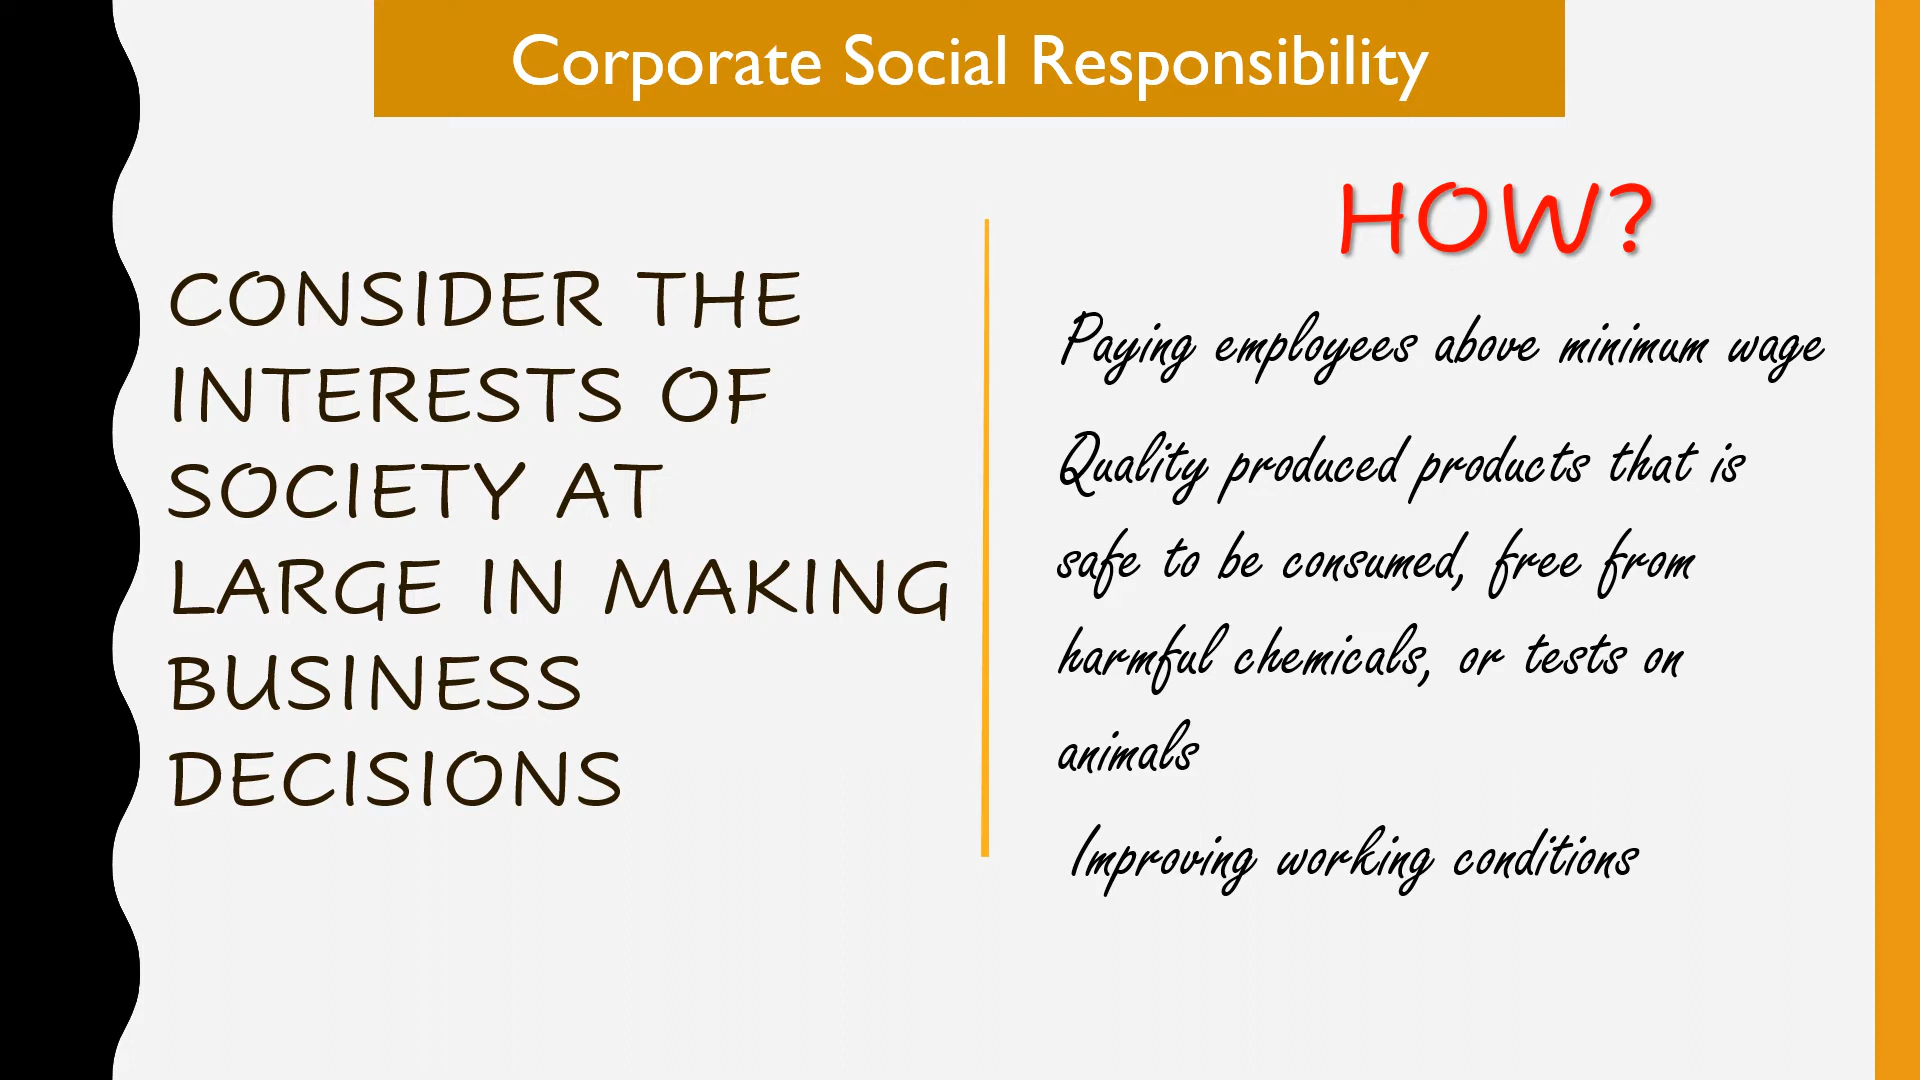 Corporate Social Responsibility
CONSIDER THE
INTERESTS OF
SOCIETY AT
LARGE IN MAKING
BUSINESS
DECISIONS
HOW?
Paying employees above minimum wage
Quality produced products that is
safe to be consumed, free from
harmful chemicals, or tests on
animals
Improving working conditions